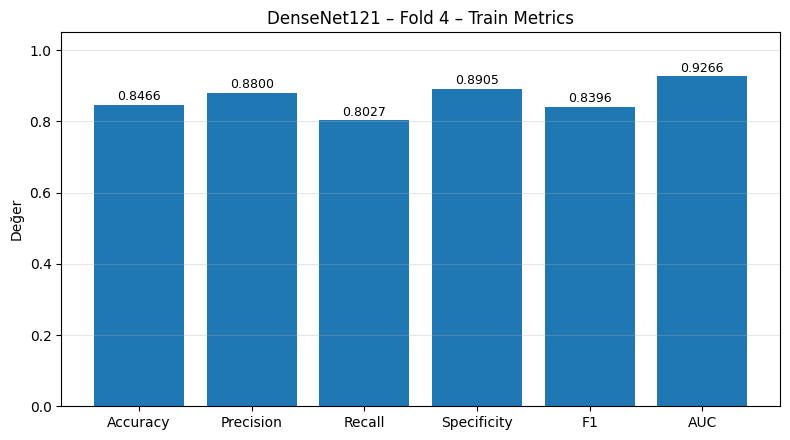 DenseNet121 – Fold 4 – Train Metrics
Değer
1.0
0.8
0.6
0.4
0.2
0.0
0.8466
0.8800
0.8027
0.8905
0.8396
0.9266
Accuracy
Precision
Recall
Specificity
F1
AUC